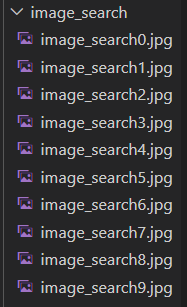 image_search
image_search0.jpg
image_search1.jpg
image_search2.jpg
image_search3.jpg
image_search4.jpg
image_search5.jpg
image_search6.jpg
image_search7.jpg
image_search8.jpg
image_search9.jpg